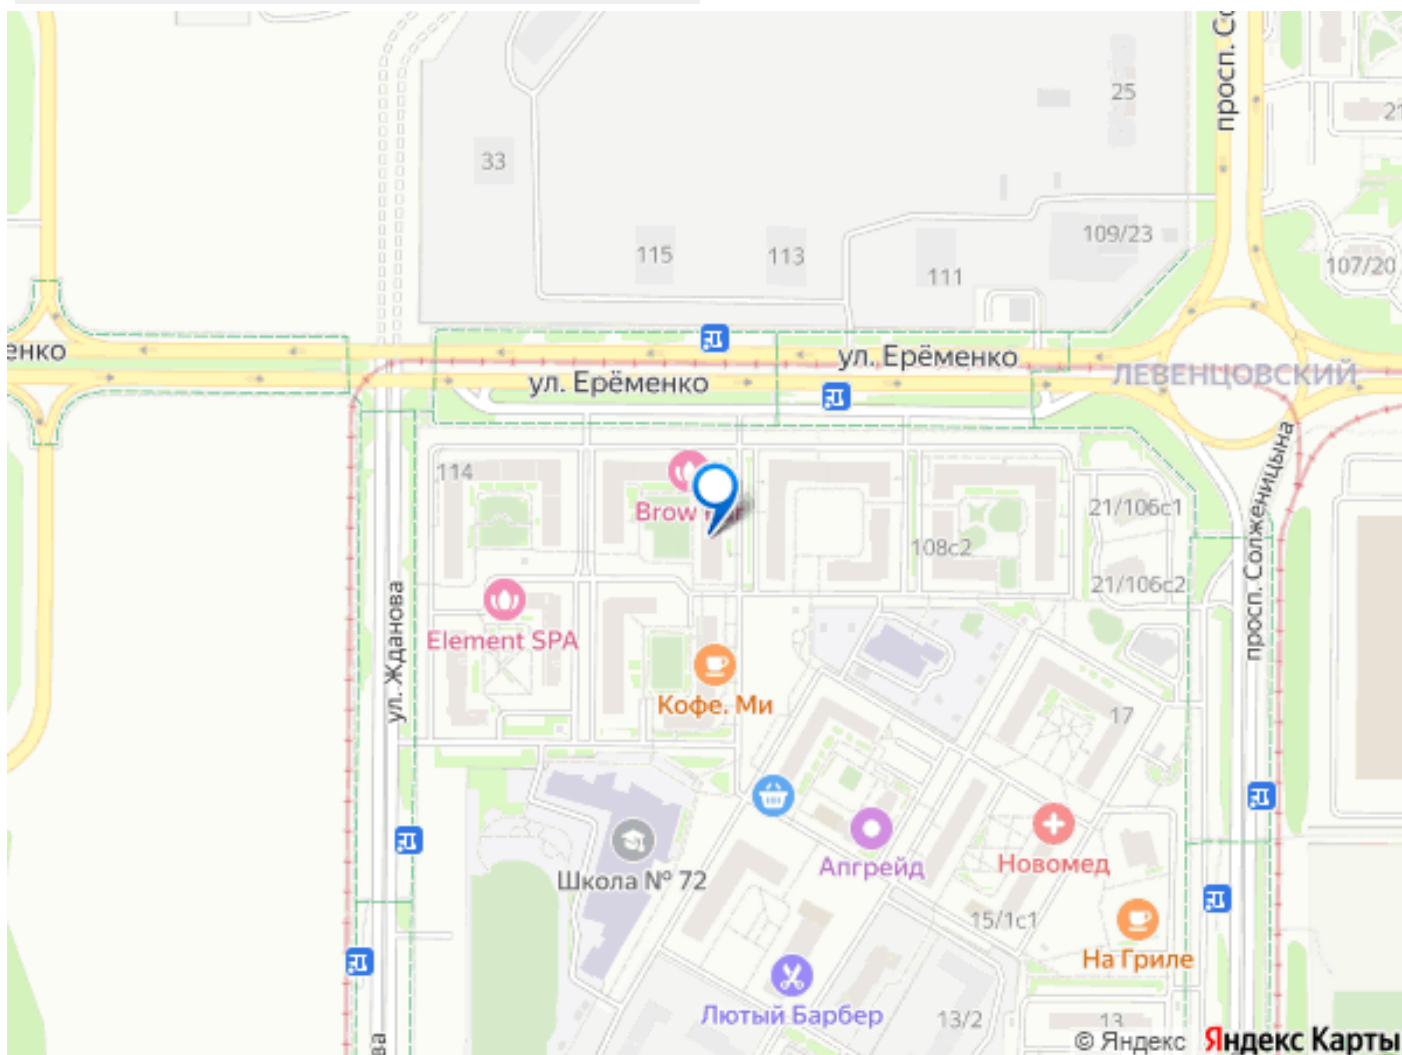 просп. Со
25
21
33
109/23
115
113
107/20
111
енко
ул. Ерёменко
ул. Ерёменко
ЛЕВЕНЦОВСКИЙ
114
Brow
21/106с1
108с2
21/106с2
просп. Солженицына
ул. Жданова
Element SPA
Кофе. Ми
17
Апгрейд
Новомед
Школа № 72
15/1с1
На Гриле
Лютый Барбер
13/2
13
ва
© Яндекс Яндекс Карты